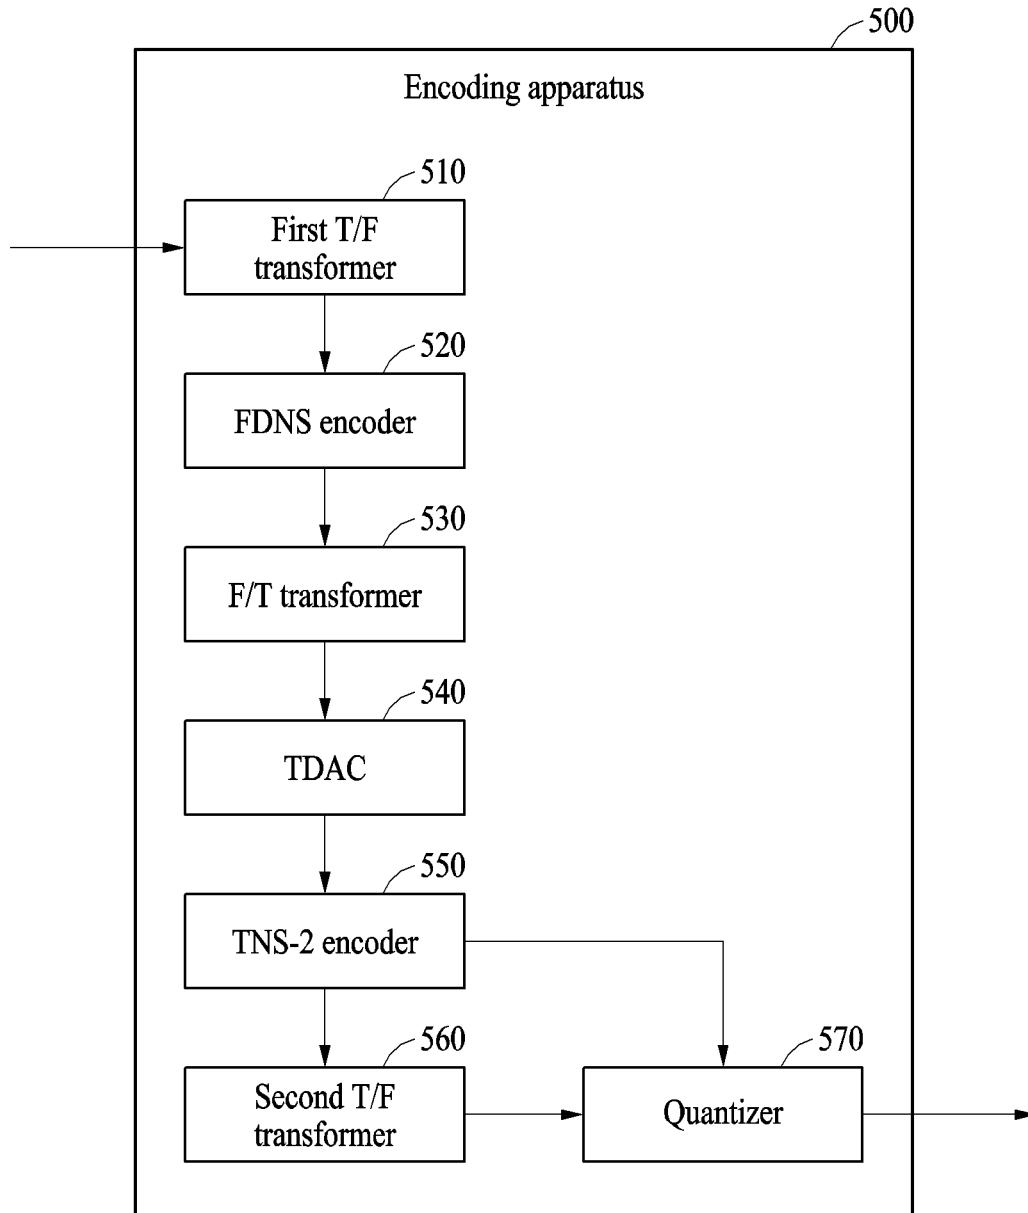 500
Encoding apparatus
510
First T/F
transformer
520
FDNS encoder
530
F/T transformer
540
TDAC
550
TNS-2 encoder
560
570
Second T/F
transformer
Quantizer